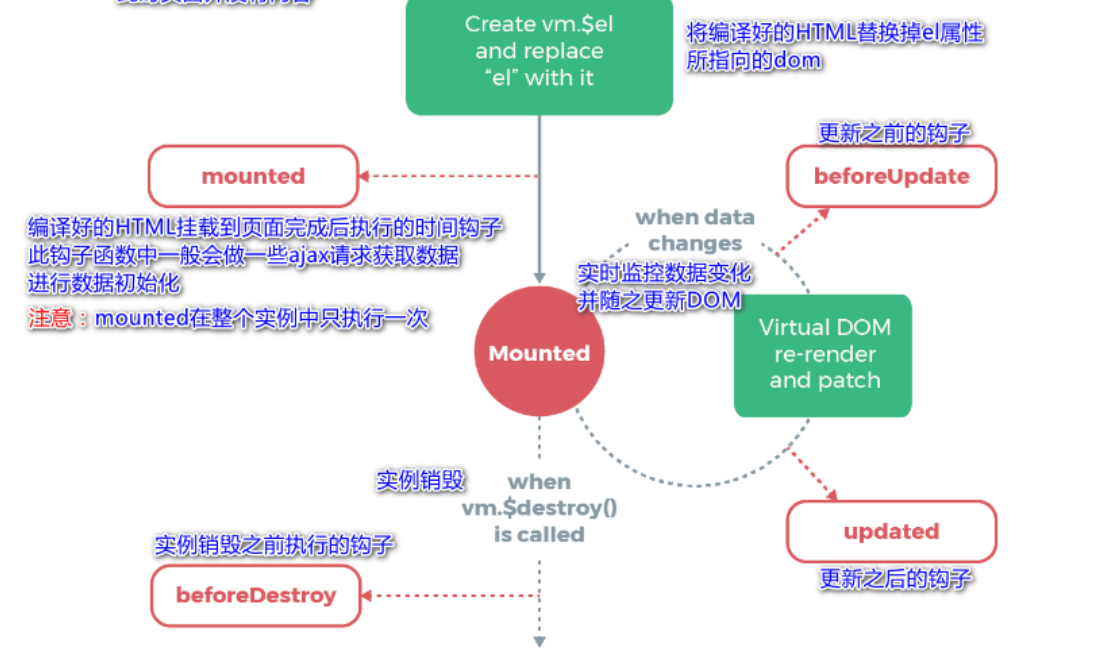 Create vm.$el
and replace
“el” with it
将编译好的HTML替换掉el属性
所指向的dom
更新之前的钩子
mounted
beforeUpdate
编译好的HTML挂载到页面完成后执行的时间钩子
此钩子函数中一般会做一些ajax请求获取数据
进行数据初始化
注意：mounted在整个实例中只执行一次
when data
changes
实时监控数据变化
并随之更新DOM
Mounted
Virtual DOM
re-render
and patch
实例销毁
when
vm.$destroy()
is called
updated
更新之后的钩子
实例销毁之前执行的钩子
beforeDestroy